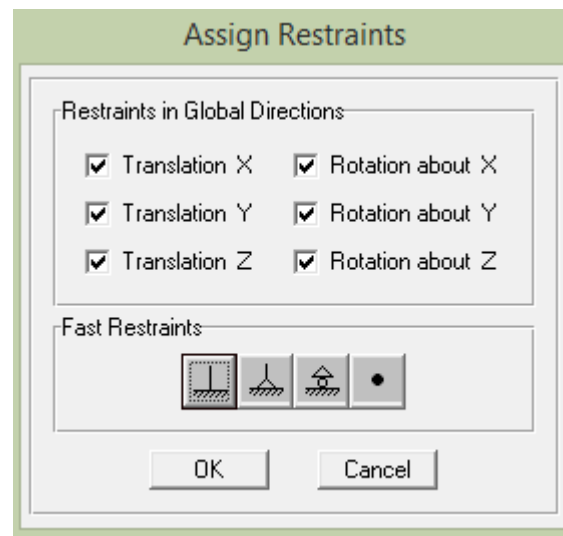 Assign Restraints
Restraints in Global Directions
Translation X Rotation about X
Translation Y Rotation about Y
Translation Z Rotation about Z
Fast Restraints
OK Cancel